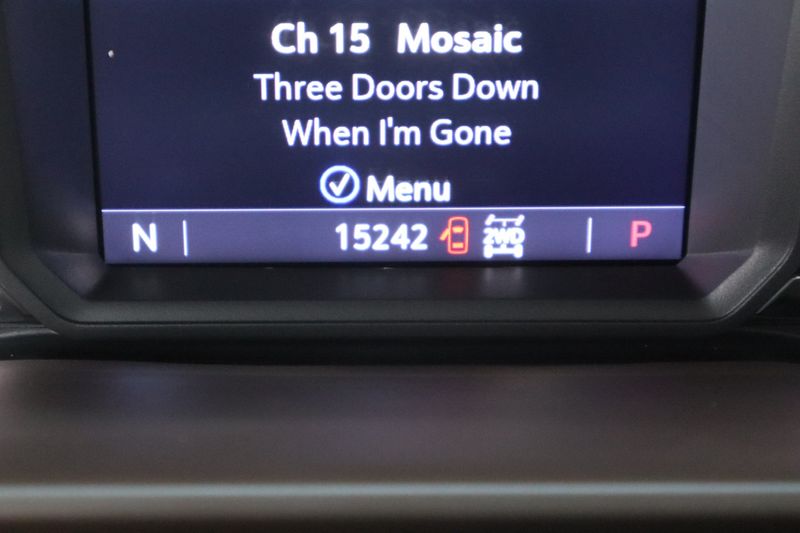 Ch 15 Mosaic
Three Doors Down
When I'm Gone
Menu
N 15242 2WD P